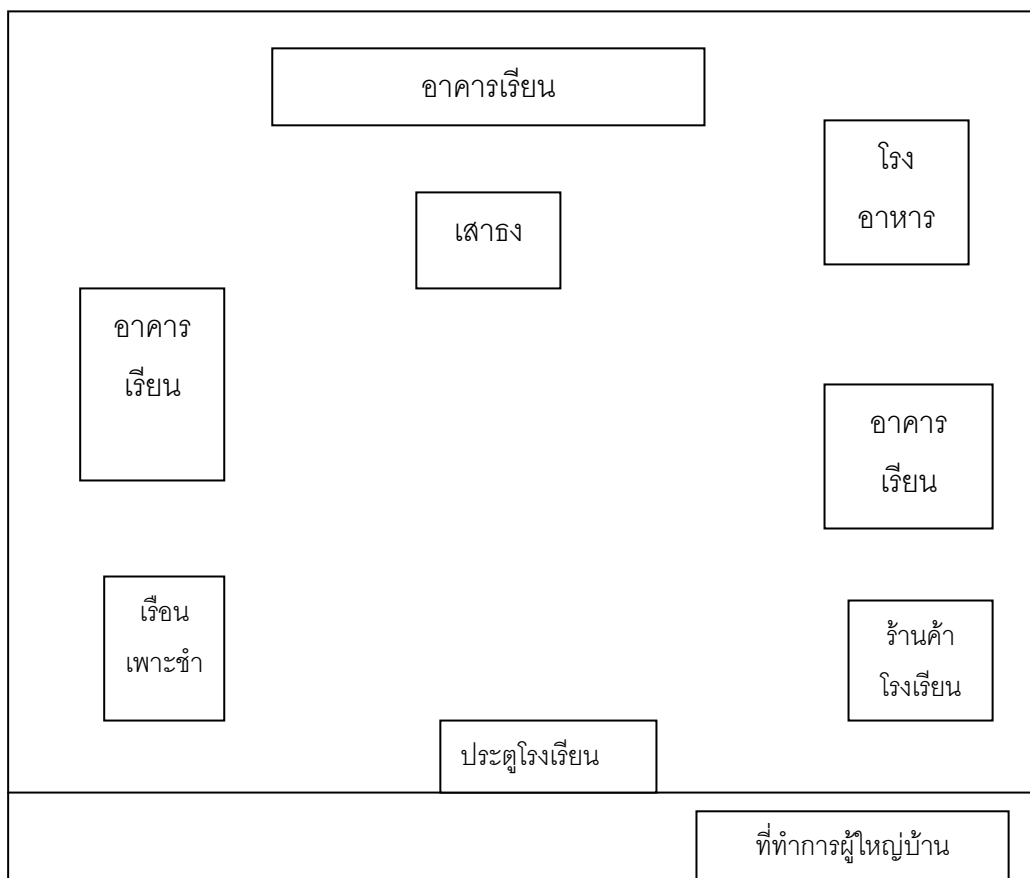 อาคารเรียน
โรง
อาหาร
เสาธง
อาคาร
เรียน
อาคาร
เรียน
เรือน
เพาะชำ
ร้านค้า
โรงเรียน
ประตูโรงเรียน
ที่ทำการผู้ใหญ่บ้าน